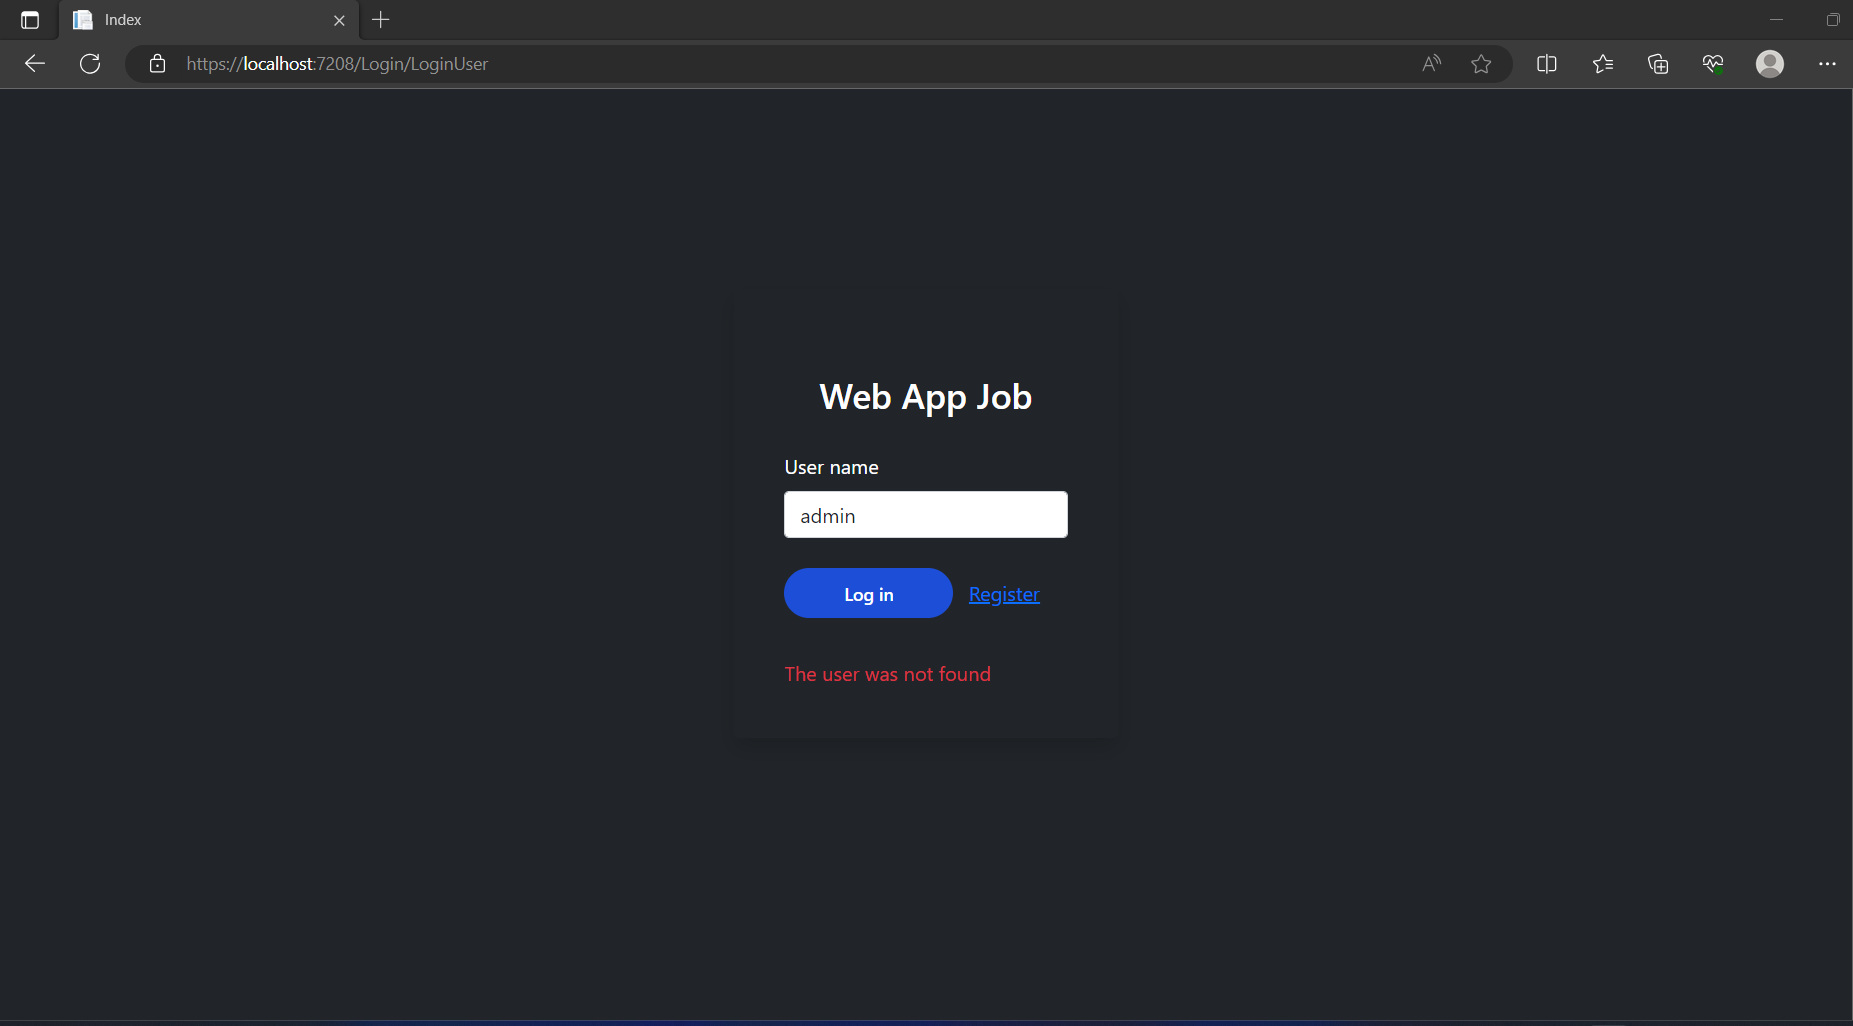 Index
https://localhost:7208/Login/LoginUser
Web App Job
User name
admin
Log in Register
The user was not found